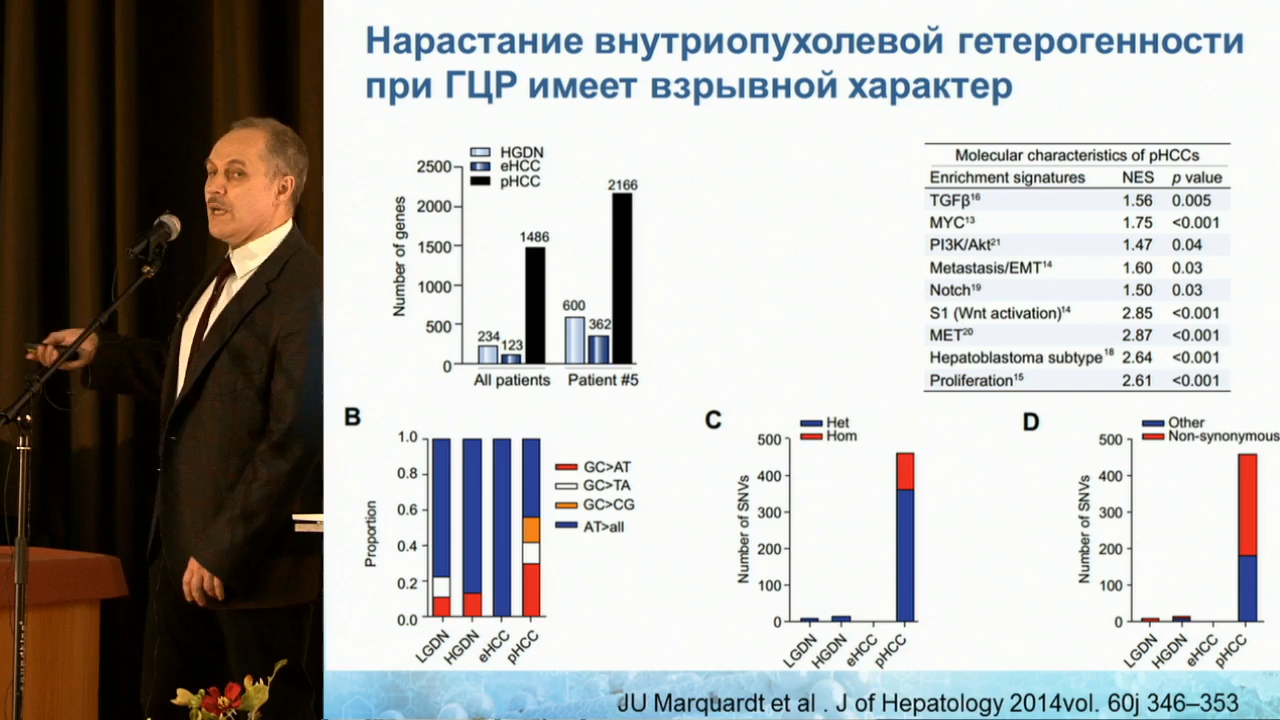 Нарастание внутриопухолевой гетерогенности
при ГЦР имеет взрывной характер
HGDN
eHCC
pHCC
Number of genes
2500
2000
1500
1000
500
0
234
123
1486
600
362
2166
All patients
Patient #5
Molecular characteristics of pHCCs
Enrichment signatures NES p value
TGFβ16 1.56 0.005
MYC13 1.75 <0.001
PI3K/Akt21 1.47 0.04
Metastasis/EMT14 1.60 0.03
Notch19 1.50 0.03
S1 (Wnt activation)14 2.85 <0.001
MET20 2.87 <0.001
Hepatoblastoma subtype18 2.64 <0.001
Proliferation15 2.61 <0.001
B
Proportion
1.0
0.8
0.6
0.4
0.2
0.0
LGDN
HGDN
eHCC
pHCC
GC>AT
GC>TA
GC>CG
AT>all
C
Het
Hom
Number of SNVs
500
400
300
200
100
0
LGDN
HGDN
eHCC
pHCC
D
Other
Non-synonymous
Number of SNVs
500
400
300
200
100
0
LGDN
HGDN
eHCC
pHCC
JU Marquardt et al . J of Hepatology 2014vol. 60j 346–353